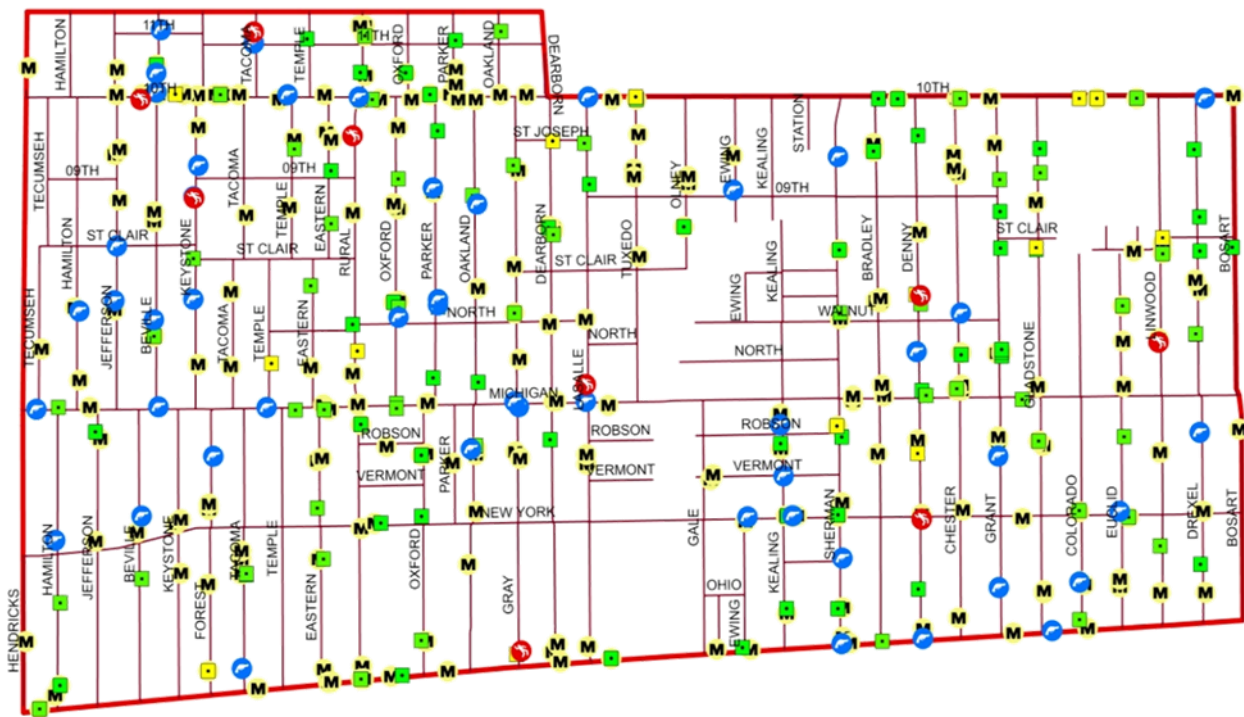 11TH
14TH
HAMILTON
TACOMA
TEMPLE
OXFORD
PARKER
OAKLAND
DEARBORN
10TH
10TH
ST JOSEPH
STATION
TECUMSEH
09TH
TACOMA
09TH
TEMPLE
EASTERN
OLNEY
EWING
KEALING
09TH
HAMILTON
ST CLAIR
KEYSTONE
ST CLAIR
RURAL
OXFORD
PARKER
OAKLAND
DEARBORN
ST CLAIR
TUXEDO
KEALING
BRADLEY
DENNY
ST CLAIR
BOSART
TECUMSEH
JEFFERSON
BEVILLE
TACOMA
TEMPLE
EASTERN
NORTH
NORTH
EWING
WALNUT
NORTH
LINWOOD
GLADSTONE
MICHIGAN
LASALLE
ROBSON
ROBSON
ROBSON
VERMONT
PARKER
VERMONT
VERMONT
NEW YORK
HAMILTON
JEFFERSON
BEVILLE
KEYSTONE
TACOMA
TEMPLE
OXFORD
GALE
KEALING
SHERMAN
CHESTER
GRANT
COLORADO
EUCLID
DREXEL
BOSART
HENDRICKS
FOREST
EASTERN
GRAY
OHIO
EWING